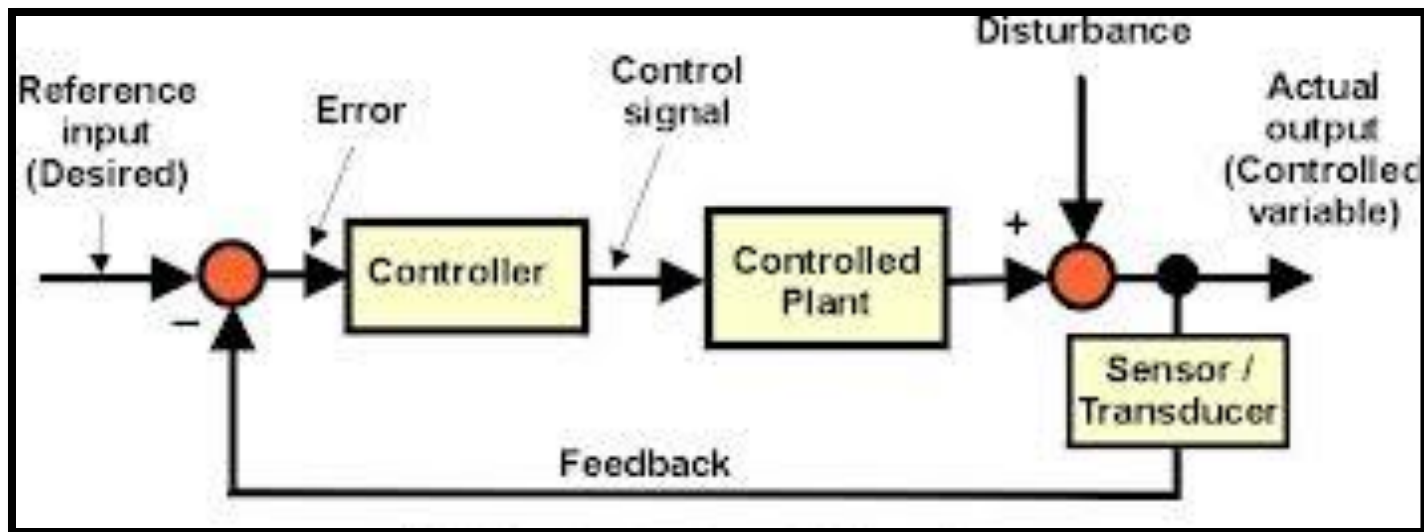 Disturbance
Reference
input
(Desired)
Error
Control
signal
Actual
output
(Controlled
variable)
+
Controller
Controlled
Plant
−
Sensor /
Transducer
Feedback